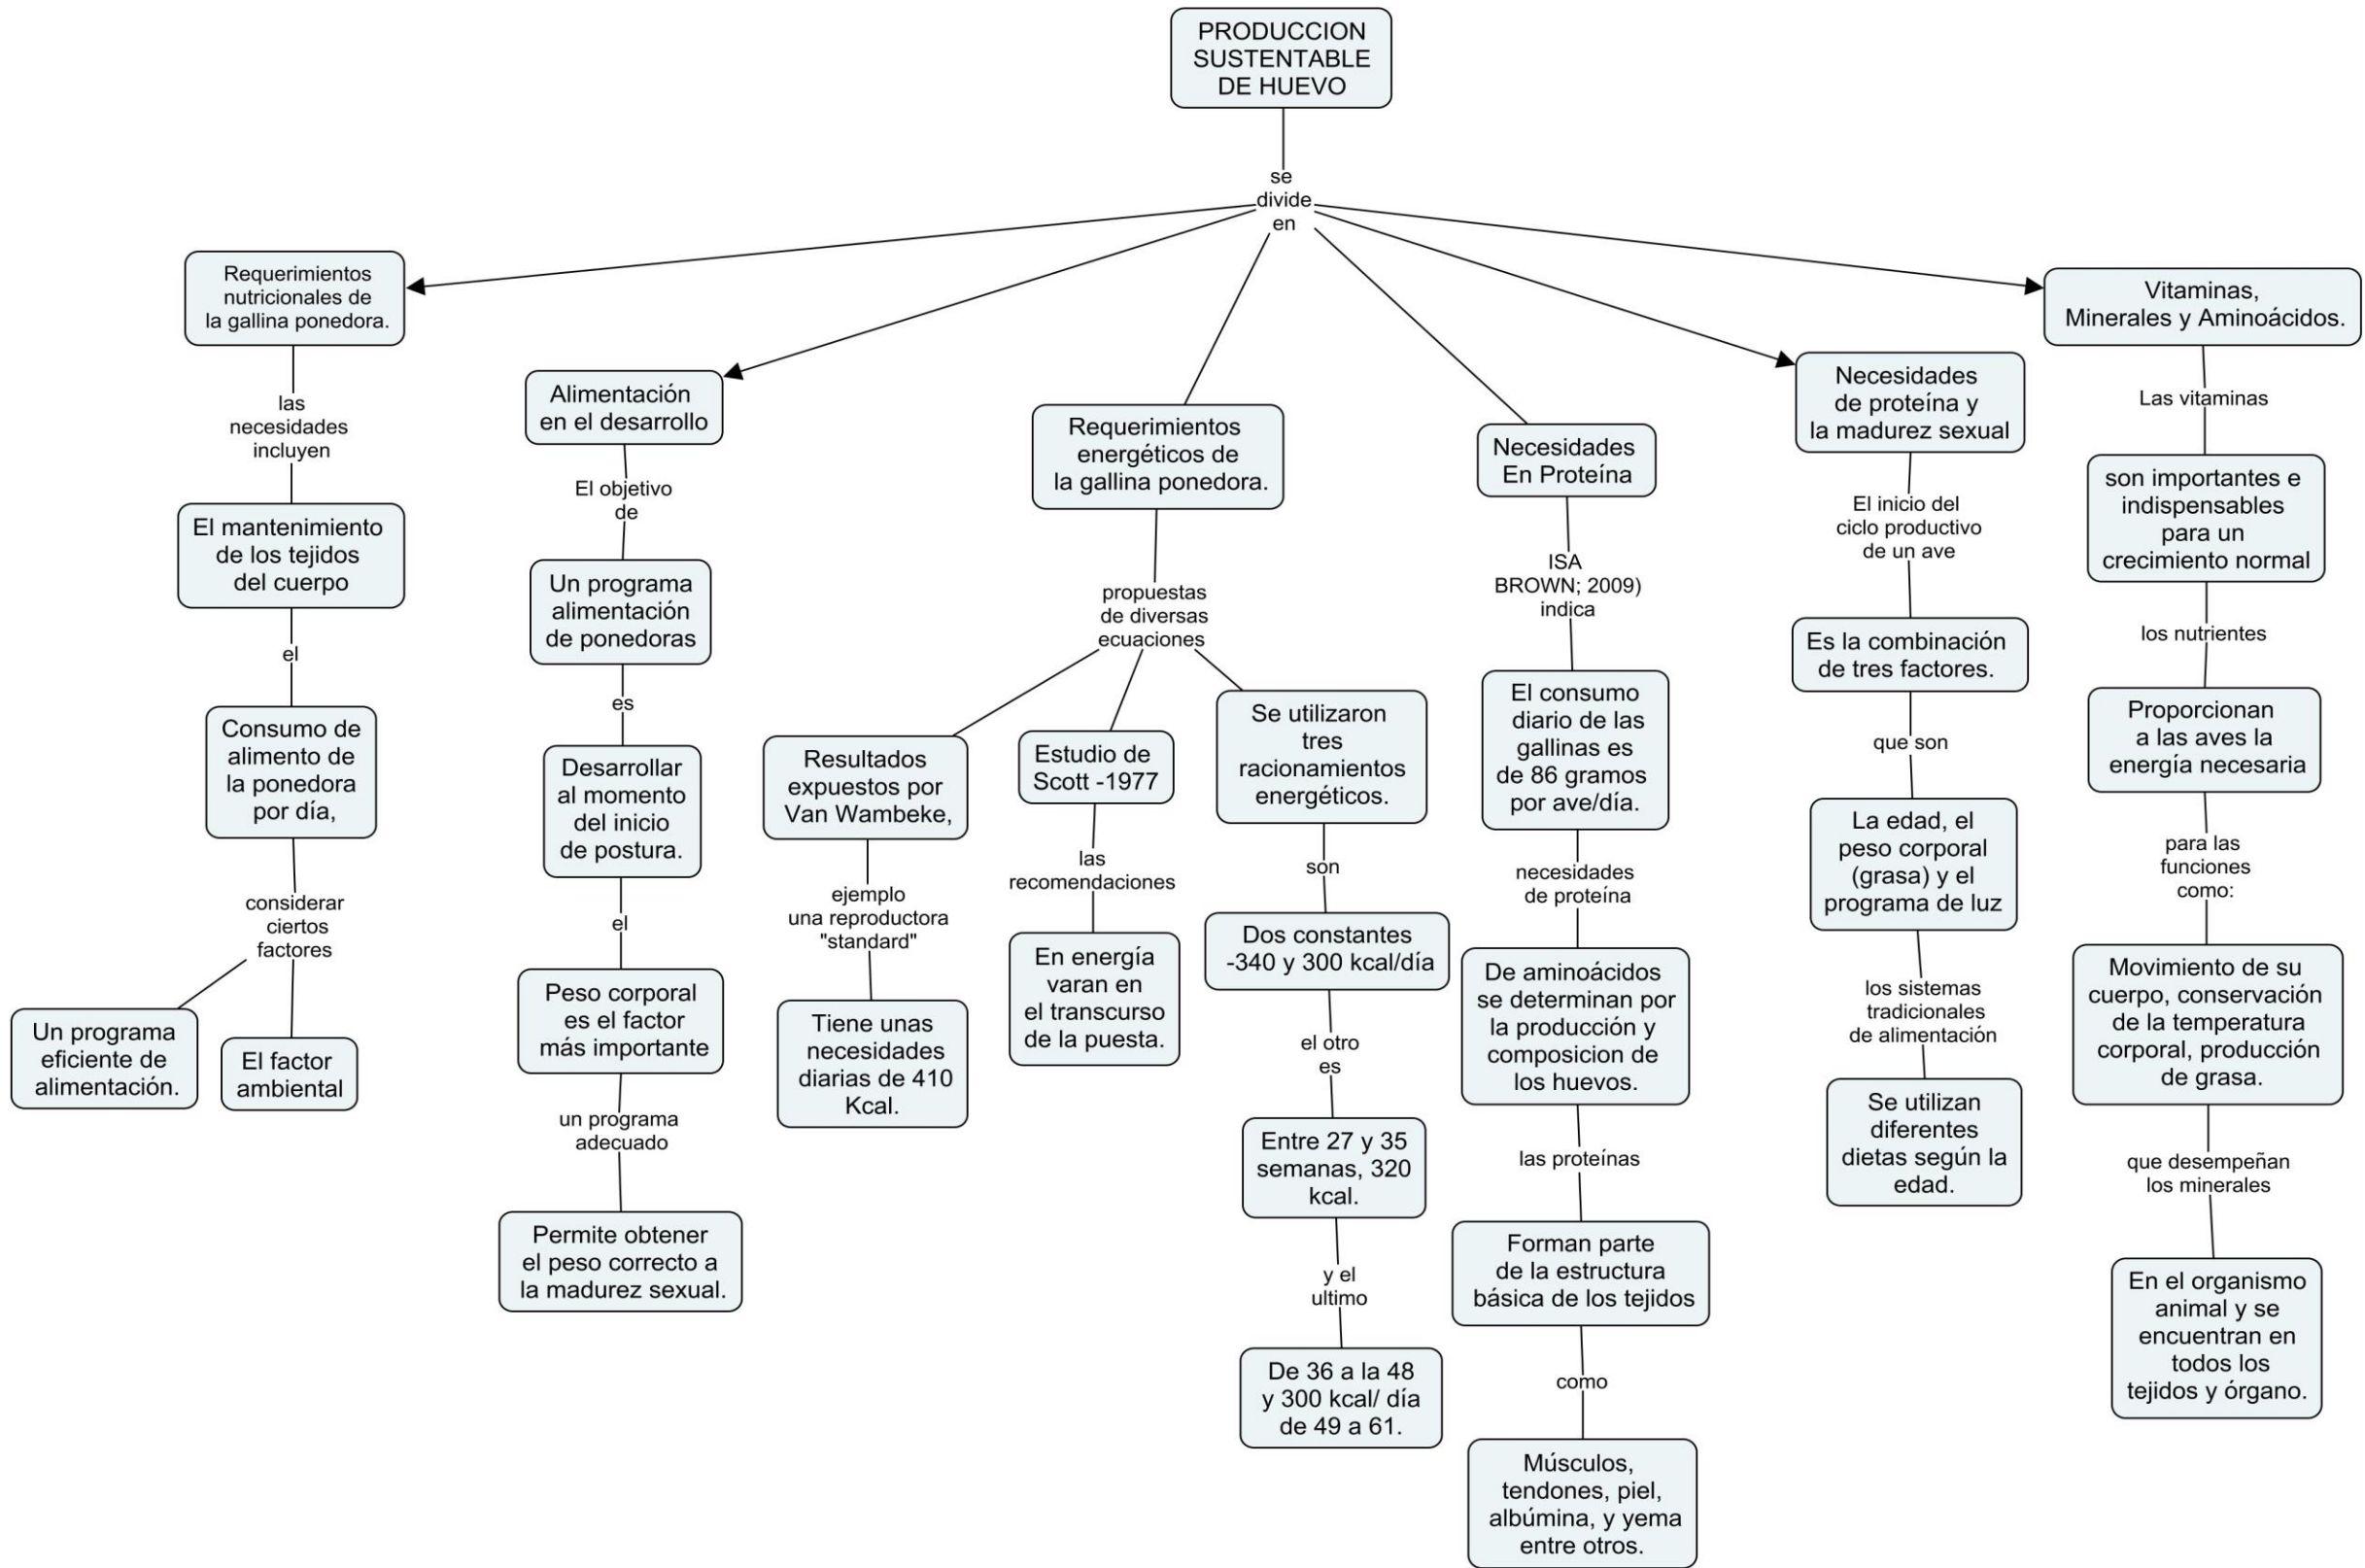 PRODUCCION
SUSTENTABLE
DE HUEVO
se
divide
en
Requerimientos
nutricionales de
la gallina ponedora.
las
necesidades
incluyen
El mantenimiento
de los tejidos
del cuerpo
el
Consumo de
alimento de
la ponedora
por día,
considerar
ciertos
factores
Un programa
eficiente de
alimentación.
El factor
ambiental
Alimentación
en el desarrollo
El objetivo
de
Un programa
alimentación
de ponedoras
es
Desarrollar
al momento
del inicio
de postura.
el
Peso corporal
es el factor
más importante
un programa
adecuado
Permite obtener
el peso correcto a
la madurez sexual.
Requerimientos
energéticos de
la gallina ponedora.
propuestas
de diversas
ecuaciones
Resultados
expuestos por
Van Wambeke,
ejemplo
una reproductora
"standard"
Tiene unas
necesidades
diarias de 410
Kcal.
Estudio de
Scott -1977
las
recomendaciones
En energía
varan en
el transcurso
de la puesta.
Se utilizaron
tres
racionamientos
energéticos.
son
Dos constantes
-340 y 300 kcal/día
el otro
es
Entre 27 y 35
semanas, 320
kcal.
y el
ultimo
De 36 a la 48
y 300 kcal/ día
de 49 a 61.
Necesidades
En Proteína
ISA
BROWN; 2009)
indica
El consumo
diario de las
gallinas es
de 86 gramos
por ave/día.
necesidades
de proteína
De aminoácidos
se determinan por
la producción y
composicion de
los huevos.
las proteínas
Forman parte
de la estructura
básica de los tejidos
como
Músculos,
tendones, piel,
albúmina, y yema
entre otros.
Necesidades
de proteína y
la madurez sexual
El inicio del
ciclo productivo
de un ave
Es la combinación
de tres factores.
que son
La edad, el
peso corporal
(grasa) y el
programa de luz
los sistemas
tradicionales
de alimentación
Se utilizan
diferentes
dietas según la
edad.
Vitaminas,
Minerales y Aminoácidos.
Las vitaminas
son importantes e
indispensables
para un
crecimiento normal
los nutrientes
Proporcionan
a las aves la
energía necesaria
para las
funciones
como:
Movimiento de su
cuerpo, conservación
de la temperatura
corporal, producción
de grasa.
que desempeñan
los minerales
En el organismo
animal y se
encuentran en
todos los
tejidos y órgano.